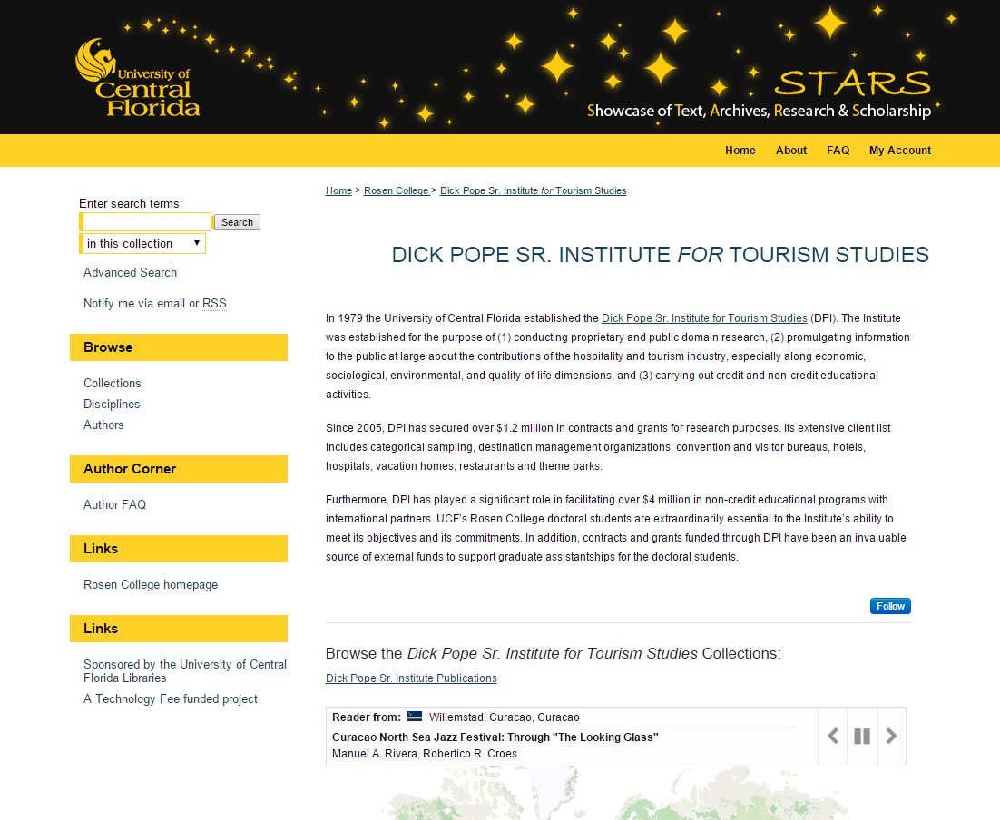 University of
Central
Florida
STARS
Showcase of Text, Archives, Research & Scholarship
Home About FAQ My Account
Enter search terms:
Search
in this collection
Advanced Search
Notify me via email or RSS
Browse
Collections
Disciplines
Authors
Author Corner
Author FAQ
Links
Rosen College homepage
Links
Sponsored by the University of Central
Florida Libraries
A Technology Fee funded project
Home > Rosen College > Dick Pope Sr. Institute for Tourism Studies
DICK POPE SR. INSTITUTE FOR TOURISM STUDIES
In 1979 the University of Central Florida established the Dick Pope Sr. Institute for Tourism Studies (DPI). The Institute
was established for the purpose of (1) conducting proprietary and public domain research, (2) promulgating information
to the public at large about the contributions of the hospitality and tourism industry, especially along economic,
sociological, environmental, and quality-of-life dimensions, and (3) carrying out credit and non-credit educational
activities.
Since 2005, DPI has secured over $1.2 million in contracts and grants for research purposes. Its extensive client list
includes categorical sampling, destination management organizations, convention and visitor bureaus, hotels,
hospitals, vacation homes, restaurants and theme parks.
Furthermore, DPI has played a significant role in facilitating over $4 million in non-credit educational programs with
international partners. UCF's Rosen College doctoral students are extraordinarily essential to the Institute's ability to
meet its objectives and its commitments. In addition, contracts and grants funded through DPI have been an invaluable
source of external funds to support graduate assistantships for the doctoral students.
Follow
Browse the Dick Pope Sr. Institute for Tourism Studies Collections:
Dick Pope Sr. Institute Publications
Reader from: Willemstad, Curacao, Curacao
Curacao North Sea Jazz Festival: Through "The Looking Glass"
Manuel A. Rivera, Robertico R. Croes